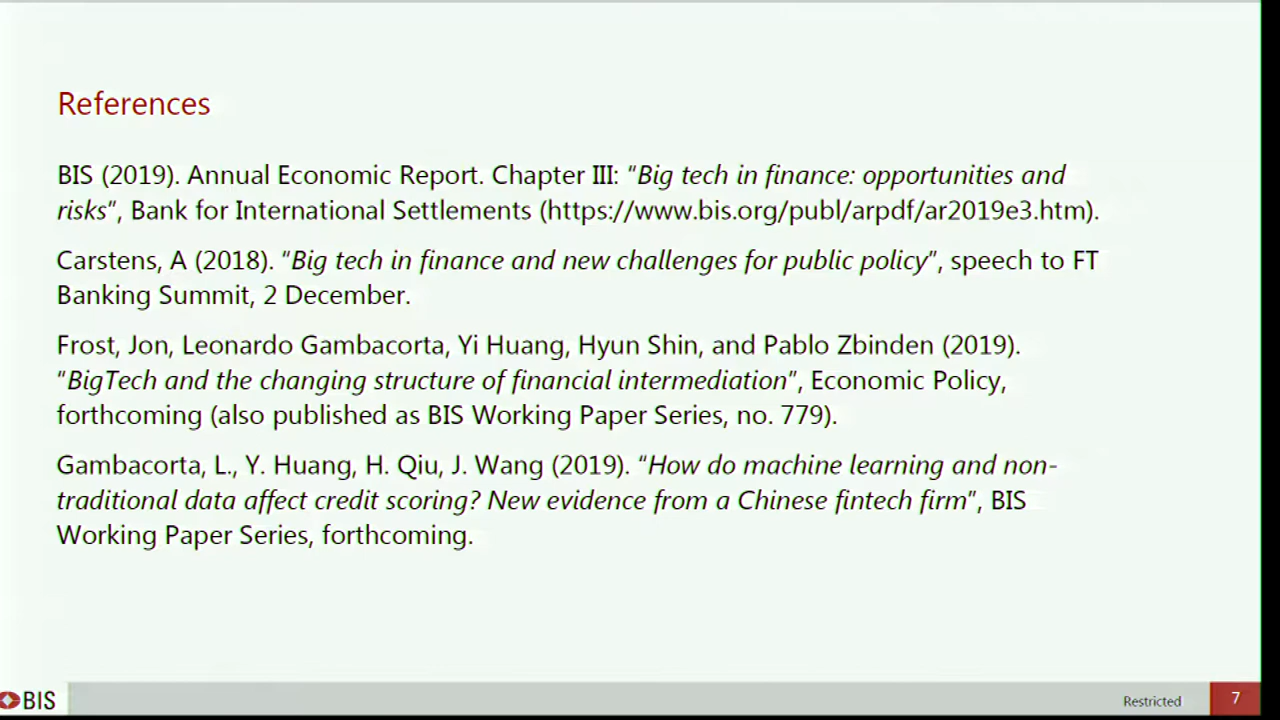 References
BIS (2019). Annual Economic Report. Chapter III: “Big tech in finance: opportunities and
risks”, Bank for International Settlements (https://www.bis.org/publ/arpdf/ar2019e3.htm).
Carstens, A (2018). “Big tech in finance and new challenges for public policy”, speech to FT
Banking Summit, 2 December.
Frost, Jon, Leonardo Gambacorta, Yi Huang, Hyun Shin, and Pablo Zbinden (2019).
“BigTech and the changing structure of financial intermediation”, Economic Policy,
forthcoming (also published as BIS Working Paper Series, no. 779).
Gambacorta, L., Y. Huang, H. Qiu, J. Wang (2019). “How do machine learning and non-
traditional data affect credit scoring? New evidence from a Chinese fintech firm”, BIS
Working Paper Series, forthcoming.
BIS
Restricted
7